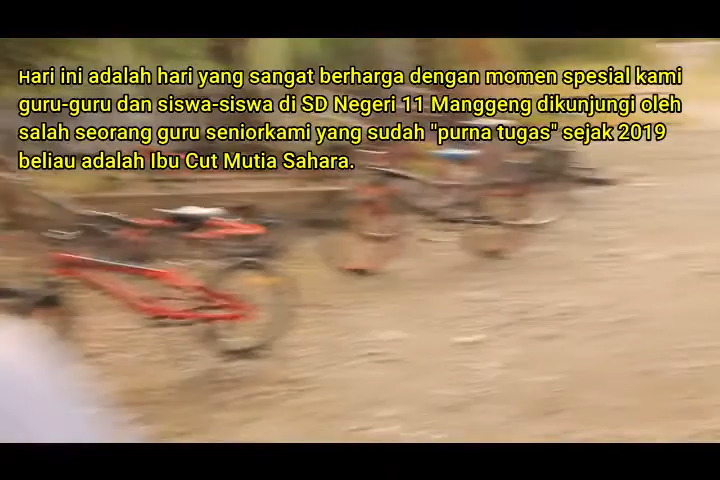 Hari ini adalah hari yang sangat berharga dengan momen spesial kami
guru-guru dan siswa-siswa di SD Negeri 11 Manggeng dikunjungi oleh
salah seorang guru seniorkami yang sudah "purna tugas" sejak 2019
beliau adalah Ibu Cut Mutia Sahara.